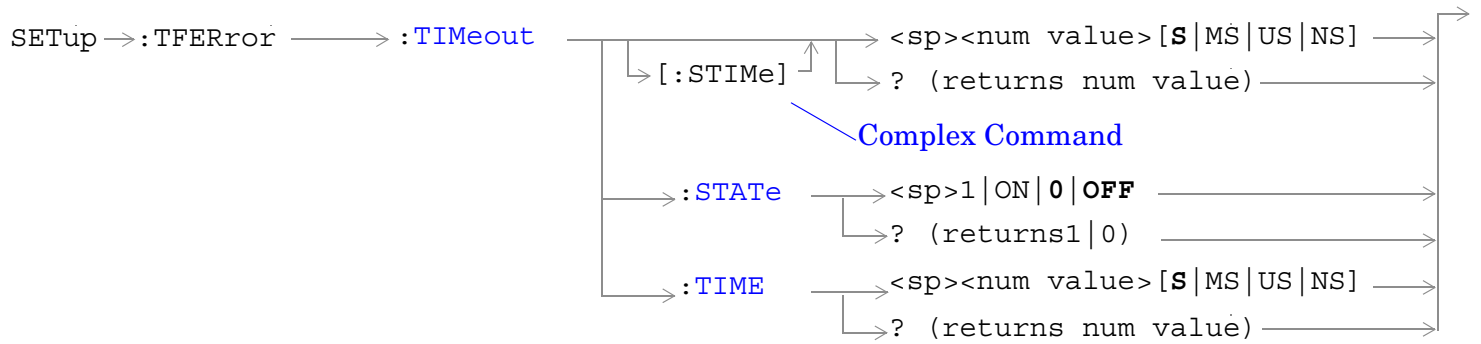 SETup :TFERror :TIMeout <sp><num value>[S|MS|US|NS]
[:STIMe] ? (returns num value)
Complex Command
:STATe <sp>1|ON|0|OFF
? (returns1|0)
:TIME <sp><num value>[S|MS|US|NS]
? (returns num value)